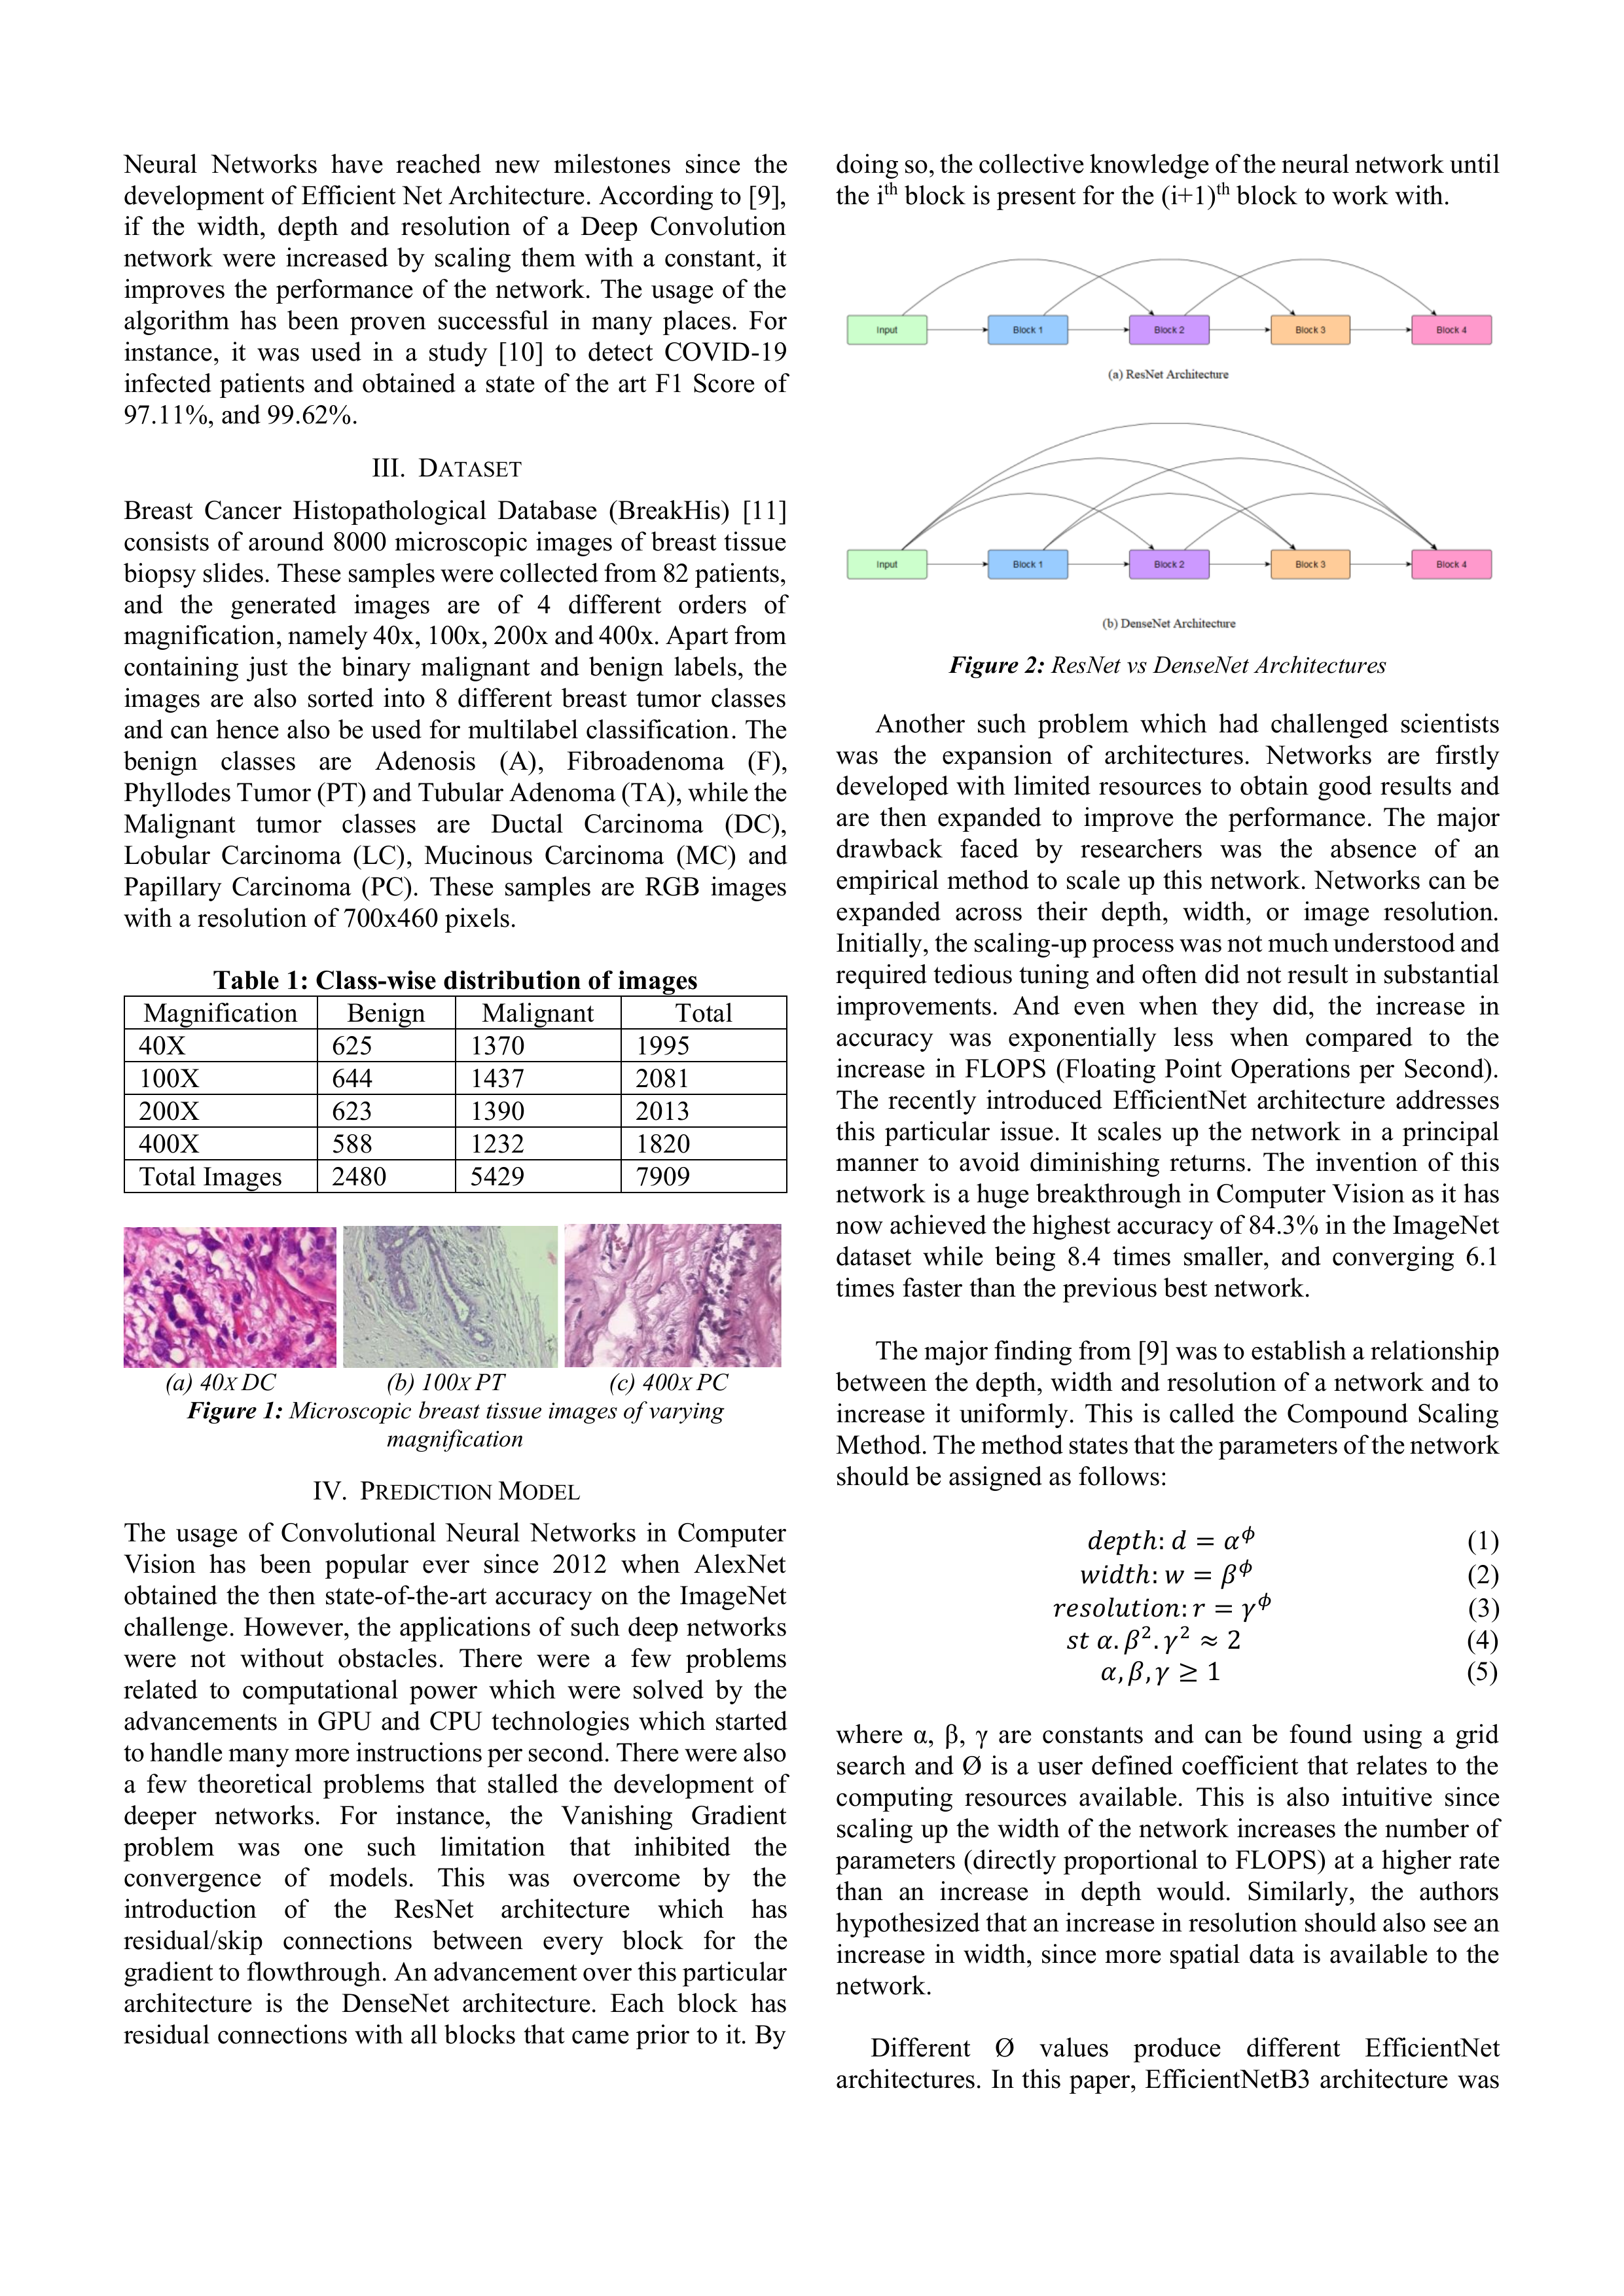 Neural Networks have reached new milestones since the
development of Efficient Net Architecture. According to [9],
if the width, depth and resolution of a Deep Convolution
network were increased by scaling them with a constant, it
improves the performance of the network. The usage of the
algorithm has been proven successful in many places. For
instance, it was used in a study [10] to detect COVID-19
infected patients and obtained a state of the art F1 Score of
97.11%, and 99.62%.
III. DATASET
Breast Cancer Histopathological Database (BreakHis) [11]
consists of around 8000 microscopic images of breast tissue
biopsy slides. These samples were collected from 82 patients,
and the generated images are of 4 different orders of
magnification, namely 40x, 100x, 200x and 400x. Apart from
containing just the binary malignant and benign labels, the
images are also sorted into 8 different breast tumor classes
and can hence also be used for multilabel classification. The
benign classes are Adenosis (A), Fibroadenoma (F),
Phyllodes Tumor (PT) and Tubular Adenoma (TA), while the
Malignant tumor classes are Ductal Carcinoma (DC),
Lobular Carcinoma (LC), Mucinous Carcinoma (MC) and
Papillary Carcinoma (PC). These samples are RGB images
with a resolution of 700x460 pixels.
Table 1: Class-wise distribution of images
Magnification Benign Malignant Total
40X 625 1370 1995
100X 644 1437 2081
200X 623 1390 2013
400X 588 1232 1820
Total Images 2480 5429 7909
(a) 40X DC (b) 100X PT (c) 400X PC
Figure 1: Microscopic breast tissue images of varying
magnification
IV. PREDICTION MODEL
The usage of Convolutional Neural Networks in Computer
Vision has been popular ever since 2012 when AlexNet
obtained the then state-of-the-art accuracy on the ImageNet
challenge. However, the applications of such deep networks
were not without obstacles. There were a few problems
related to computational power which were solved by the
advancements in GPU and CPU technologies which started
to handle many more instructions per second. There were also
a few theoretical problems that stalled the development of
deeper networks. For instance, the Vanishing Gradient
problem was one such limitation that inhibited the
convergence of models. This was overcome by the
introduction of the ResNet architecture which has
residual/skip connections between every block for the
gradient to flowthrough. An advancement over this particular
architecture is the DenseNet architecture. Each block has
residual connections with all blocks that came prior to it. By
doing so, the collective knowledge of the neural network until
the iᵗʰ block is present for the (i+1)ᵗʰ block to work with.
Input Block 1 Block 2 Block 3 Block 4
(a) ResNet Architecture
Input Block 1 Block 2 Block 3 Block 4
(b) DenseNet Architecture
Figure 2: ResNet vs DenseNet Architectures
Another such problem which had challenged scientists
was the expansion of architectures. Networks are firstly
developed with limited resources to obtain good results and
are then expanded to improve the performance. The major
drawback faced by researchers was the absence of an
empirical method to scale up this network. Networks can be
expanded across their depth, width, or image resolution.
Initially, the scaling-up process was not much understood and
required tedious tuning and often did not result in substantial
improvements. And even when they did, the increase in
accuracy was exponentially less when compared to the
increase in FLOPS (Floating Point Operations per Second).
The recently introduced EfficientNet architecture addresses
this particular issue. It scales up the network in a principal
manner to avoid diminishing returns. The invention of this
network is a huge breakthrough in Computer Vision as it has
now achieved the highest accuracy of 84.3% in the ImageNet
dataset while being 8.4 times smaller, and converging 6.1
times faster than the previous best network.
The major finding from [9] was to establish a relationship
between the depth, width and resolution of a network and to
increase it uniformly. This is called the Compound Scaling
Method. The method states that the parameters of the network
should be assigned as follows:
depth: d = α^ϕ (1)
width: w = β^ϕ (2)
resolution: r = γ^ϕ (3)
st α. β². γ² ≈ 2 (4)
α, β, γ ≥ 1 (5)
where α, β, γ are constants and can be found using a grid
search and Ø is a user defined coefficient that relates to the
computing resources available. This is also intuitive since
scaling up the width of the network increases the number of
parameters (directly proportional to FLOPS) at a higher rate
than an increase in depth would. Similarly, the authors
hypothesized that an increase in resolution should also see an
increase in width, since more spatial data is available to the
network.
Different Ø values produce different EfficientNet
architectures. In this paper, EfficientNetB3 architecture was